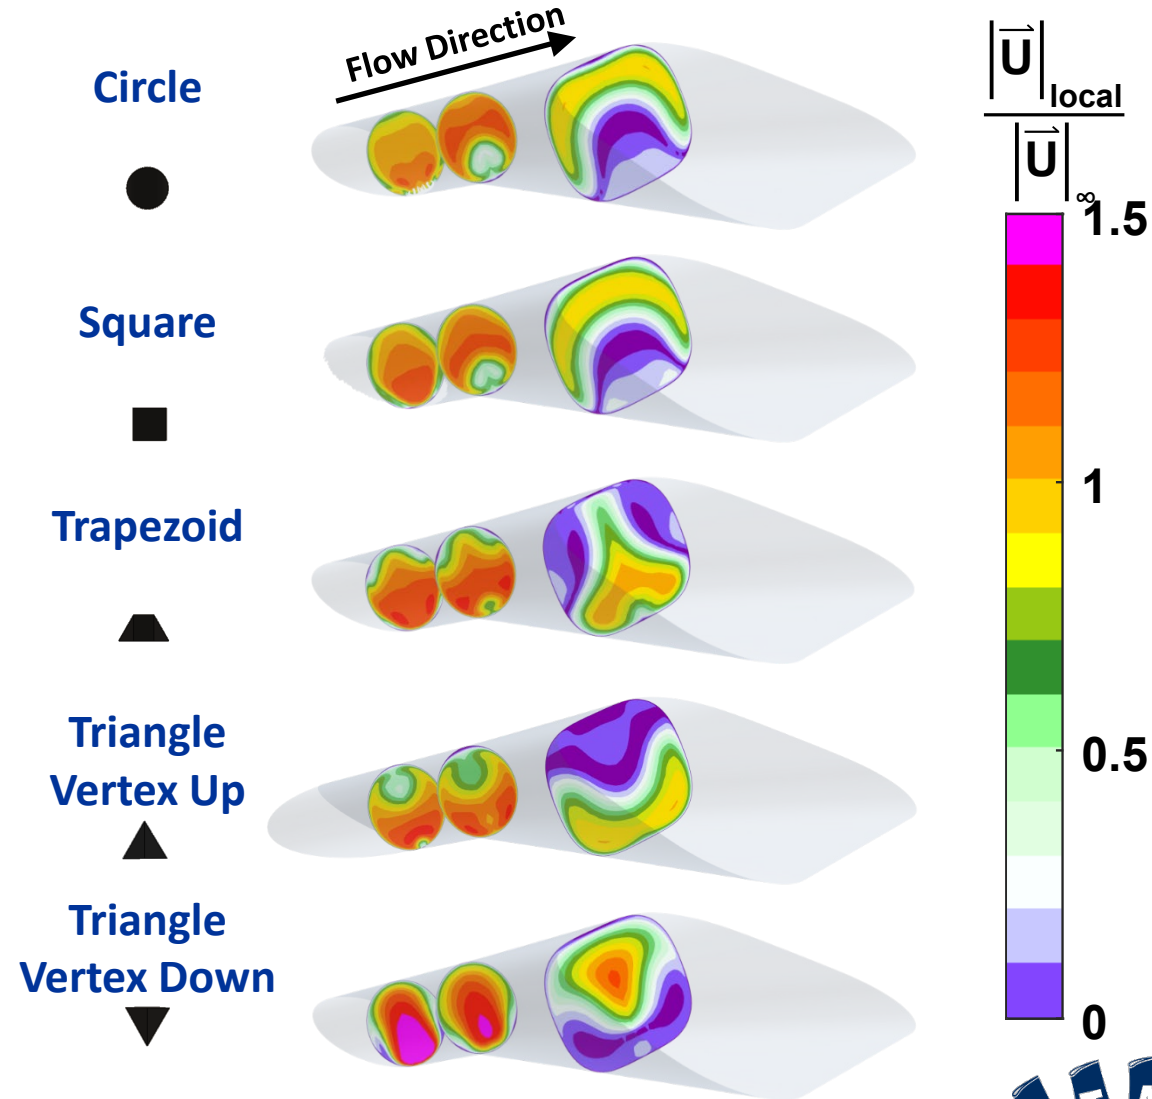 Flow Direction
Circle
Square
Trapezoid
Triangle
Vertex Up
Triangle
Vertex Down
|U| local
|U| ∞
1.5
1
0.5
0